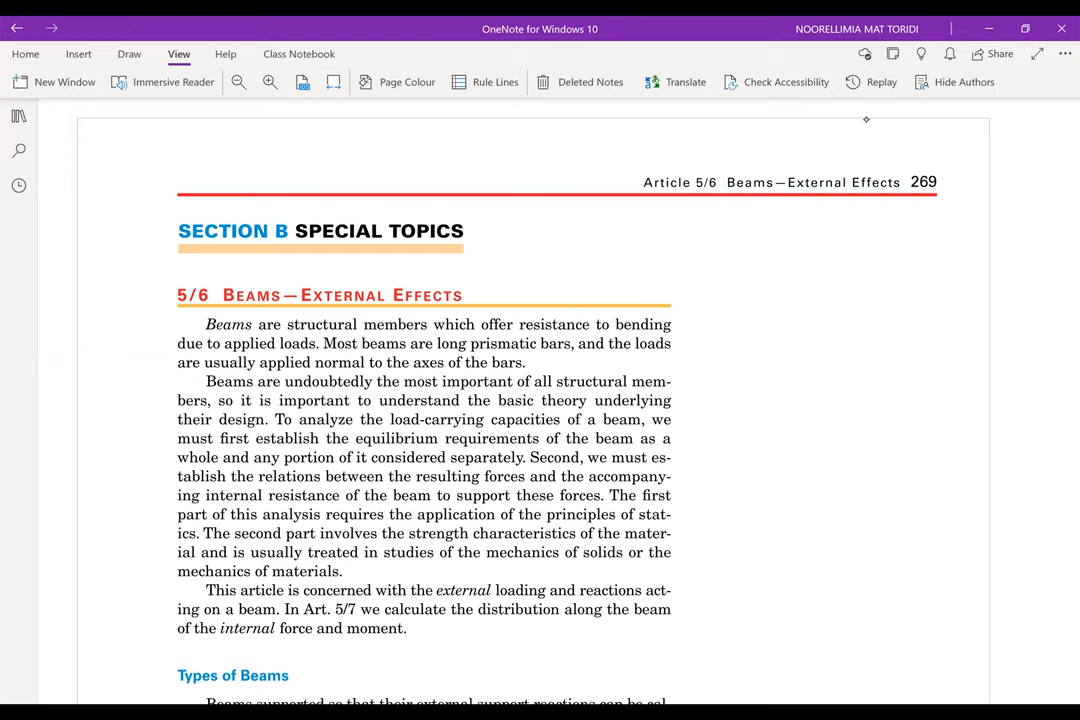 OneNote for Windows 10
NOORELLIMIA MAT TORIDI
Home Insert Draw View Help Class Notebook Share
New Window Immersive Reader 100 Page Colour Rule Lines Deleted Notes Translate Check Accessibility Replay Hide Authors
Article 5/6 Beams—External Effects 269
SECTION B SPECIAL TOPICS
5/6 BEAMS—EXTERNAL EFFECTS
Beams are structural members which offer resistance to bending
due to applied loads. Most beams are long prismatic bars, and the loads
are usually applied normal to the axes of the bars.
Beams are undoubtedly the most important of all structural mem-
bers, so it is important to understand the basic theory underlying
their design. To analyze the load-carrying capacities of a beam, we
must first establish the equilibrium requirements of the beam as a
whole and any portion of it considered separately. Second, we must es-
tablish the relations between the resulting forces and the accompany-
ing internal resistance of the beam to support these forces. The first
part of this analysis requires the application of the principles of stat-
ics. The second part involves the strength characteristics of the mater-
ial and is usually treated in studies of the mechanics of solids or the
mechanics of materials.
This article is concerned with the external loading and reactions act-
ing on a beam. In Art. 5/7 we calculate the distribution along the beam
of the internal force and moment.
Types of Beams
Beams supported so that their external support reactions can be cal-